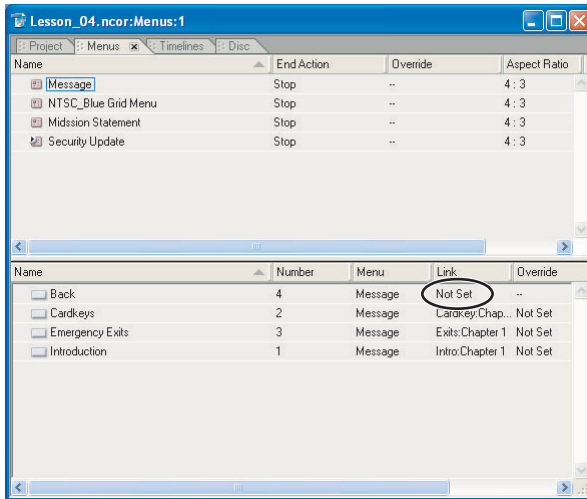 Lesson_04.ncor:Menus:1
Project Menus Timelines Disc
Name End Action Override Aspect Ratio
Message Stop -- 4 : 3
NTSC_Blue Grid Menu Stop -- 4 : 3
Midssion Statement Stop -- 4 : 3
Security Update Stop -- 4 : 3
Name Number Menu Link Override
Back 4 Message Not Set --
Cardkeys 2 Message Cardkey:Chap... Not Set
Emergency Exits 3 Message Exits:Chapter 1 Not Set
Introduction 1 Message Intro:Chapter 1 Not Set